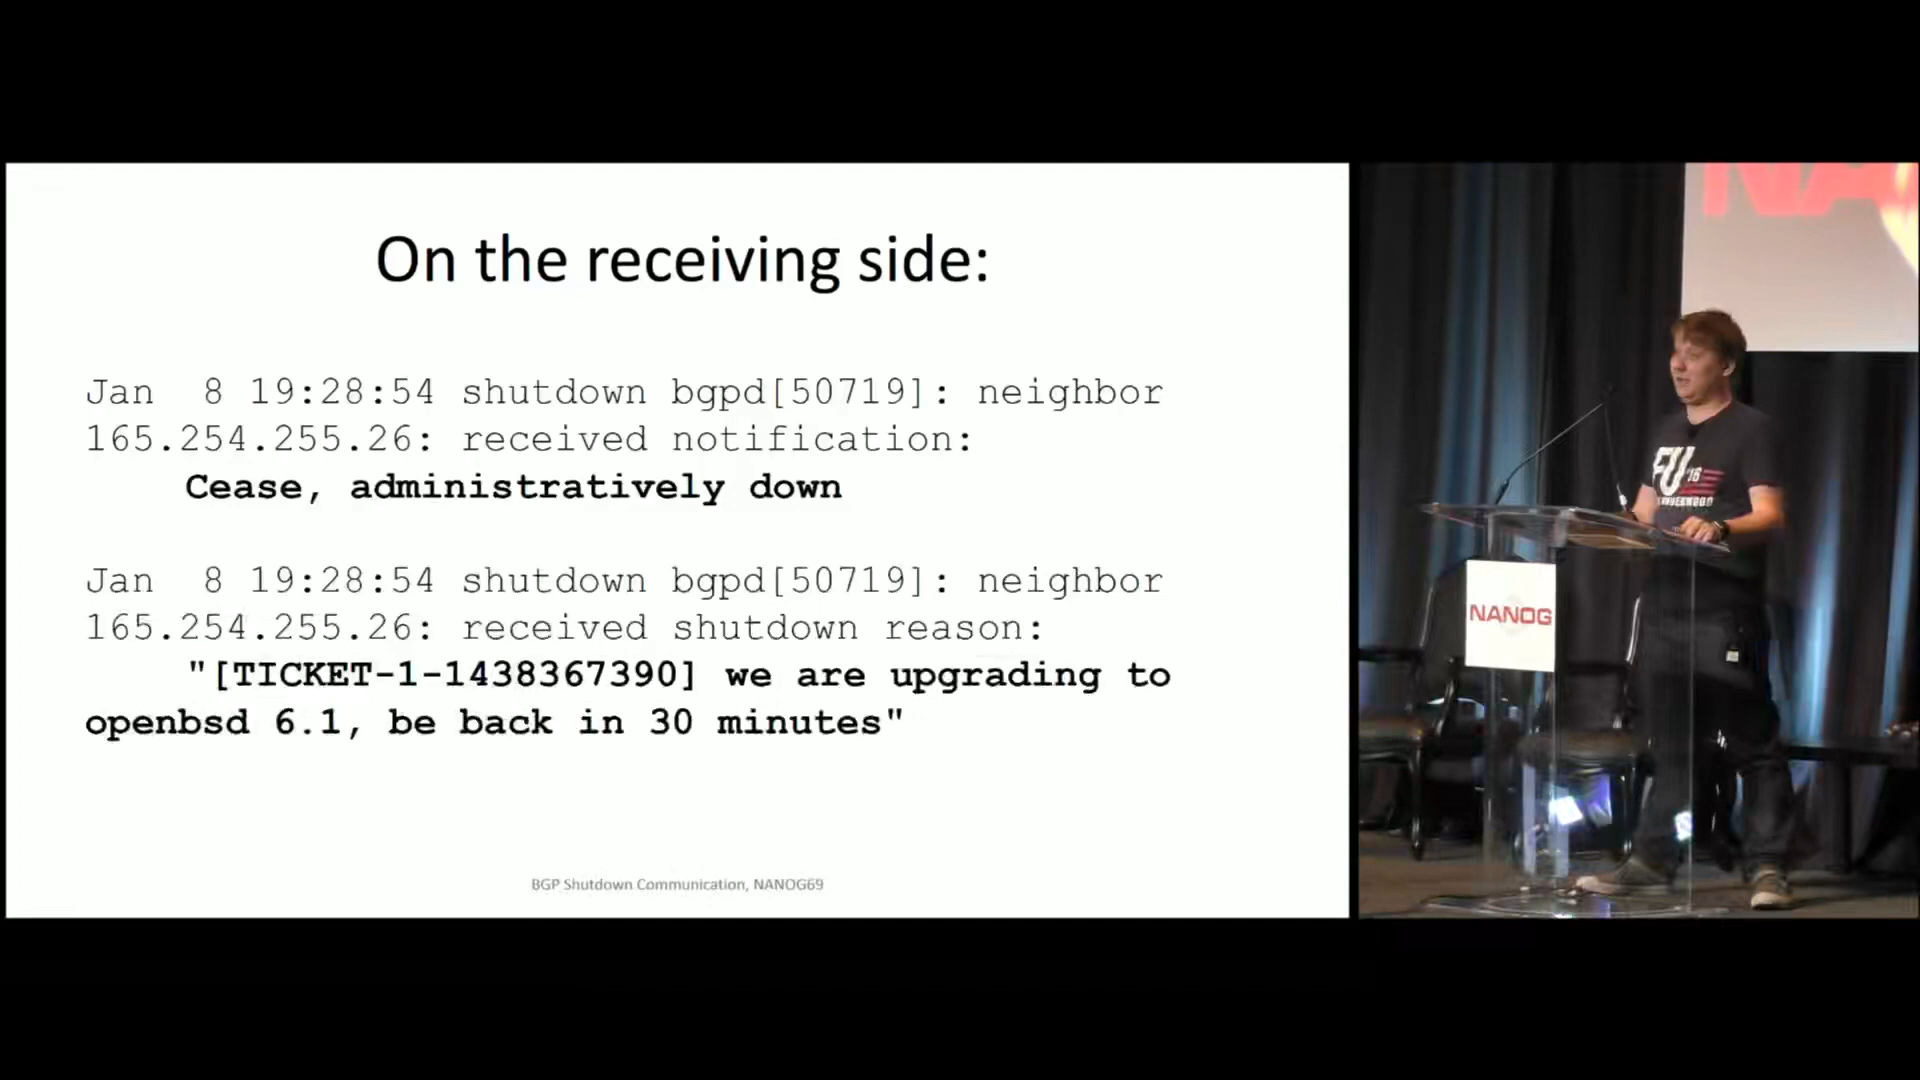 On the receiving side:
Jan  8 19:28:54 shutdown bgpd[50719]: neighbor
165.254.255.26: received notification:
Cease, administratively down
Jan  8 19:28:54 shutdown bgpd[50719]: neighbor
165.254.255.26: received shutdown reason:
"[TICKET-1-1438367390] we are upgrading to
openbsd 6.1, be back in 30 minutes"
BGP Shutdown Communication, NANOG69
FU '16
NANOG